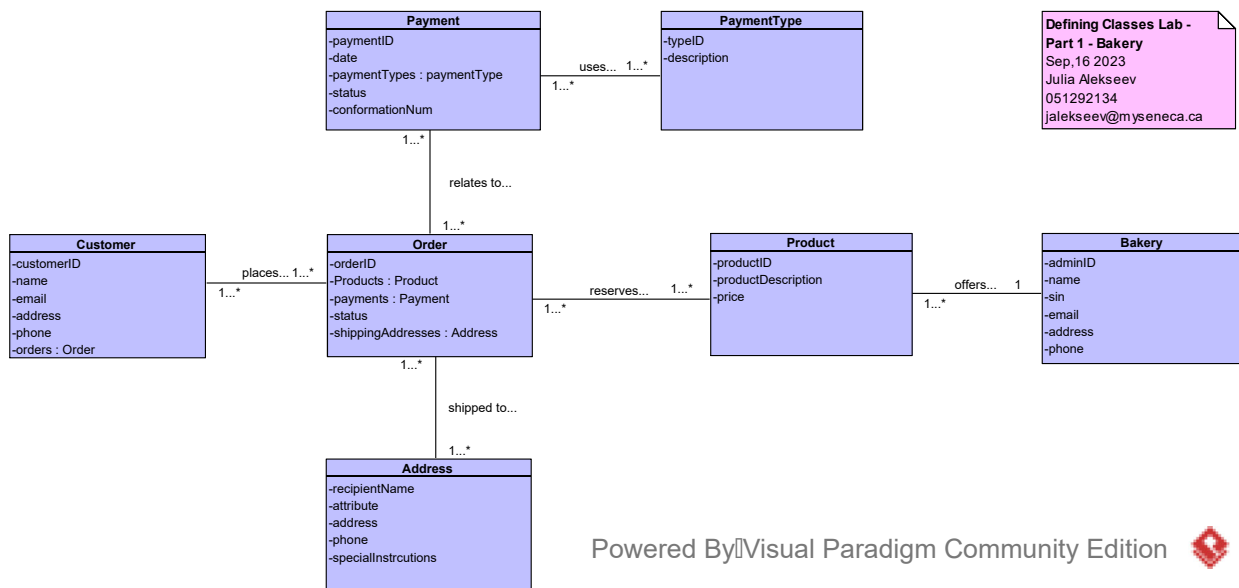 Payment
-paymentID
-date
-paymentTypes : paymentType
-status
-conformationNum
PaymentType
-typeID
-description
uses... 1...*
1...*
Defining Classes Lab -
Part 1 - Bakery
Sep,16 2023
Julia Alekseev
051292134
jalekseev@myseneca.ca
1...*
relates to...
1...*
Customer
-customerID
-name
-email
-address
-phone
-orders : Order
places... 1...*
1...*
Order
-orderID
-Products : Product
-payments : Payment
-status
-shippingAddresses : Address
reserves... 1...*
1...*
Product
-productID
-productDescription
-price
offers... 1
1...*
Bakery
-adminID
-name
-sin
-email
-address
-phone
1...*
shipped to...
1...*
Address
-recipientName
-attribute
-address
-phone
-specialInstrcutions
Powered By Visual Paradigm Community Edition